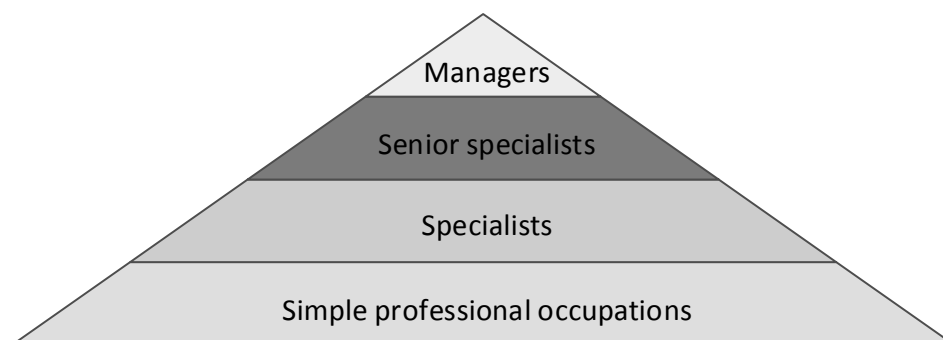 Managers
Senior specialists
Specialists
Simple professional occupations